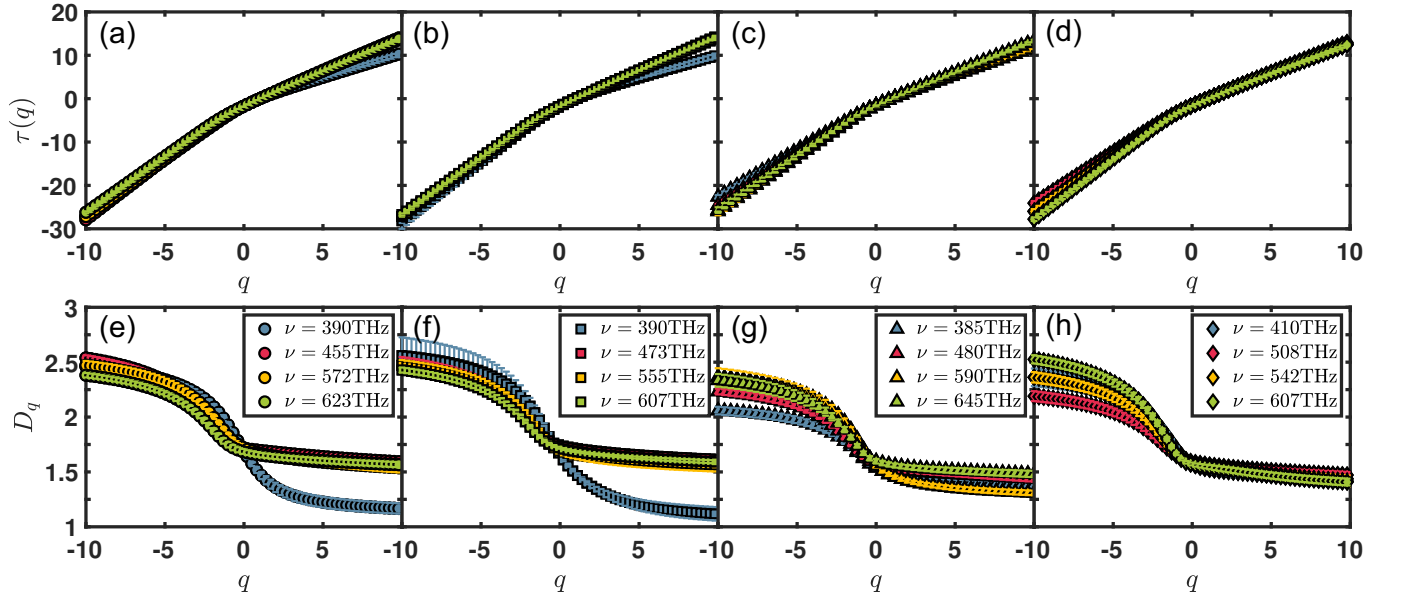 20
10
0
-10
-20
-30
τ(q)
(a)
(b)
(c)
(d)
-10 -5 0 5 -10 -5 0 5 -10 -5 0 5 -10 -5 0 5 10
q q q q
3
2.5
2
1.5
1
D_q
(e)
ν = 390THz
ν = 455THz
ν = 572THz
ν = 623THz
(f)
ν = 390THz
ν = 473THz
ν = 555THz
ν = 607THz
(g)
ν = 385THz
ν = 480THz
ν = 590THz
ν = 645THz
(h)
ν = 410THz
ν = 508THz
ν = 542THz
ν = 607THz
-10 -5 0 5 -10 -5 0 5 -10 -5 0 5 -10 -5 0 5 10
q q q q